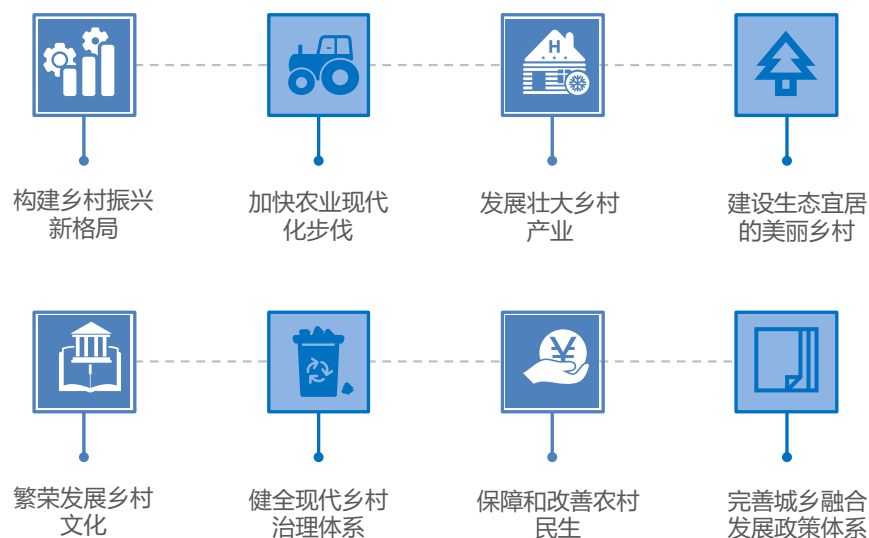 H
构建乡村振兴
新格局
加快农业现代
化步伐
发展壮大乡村
产业
建设生态宜居
的美丽乡村
¥
繁荣发展乡村
文化
健全现代乡村
治理体系
保障和改善农村
民生
完善城乡融合
发展政策体系